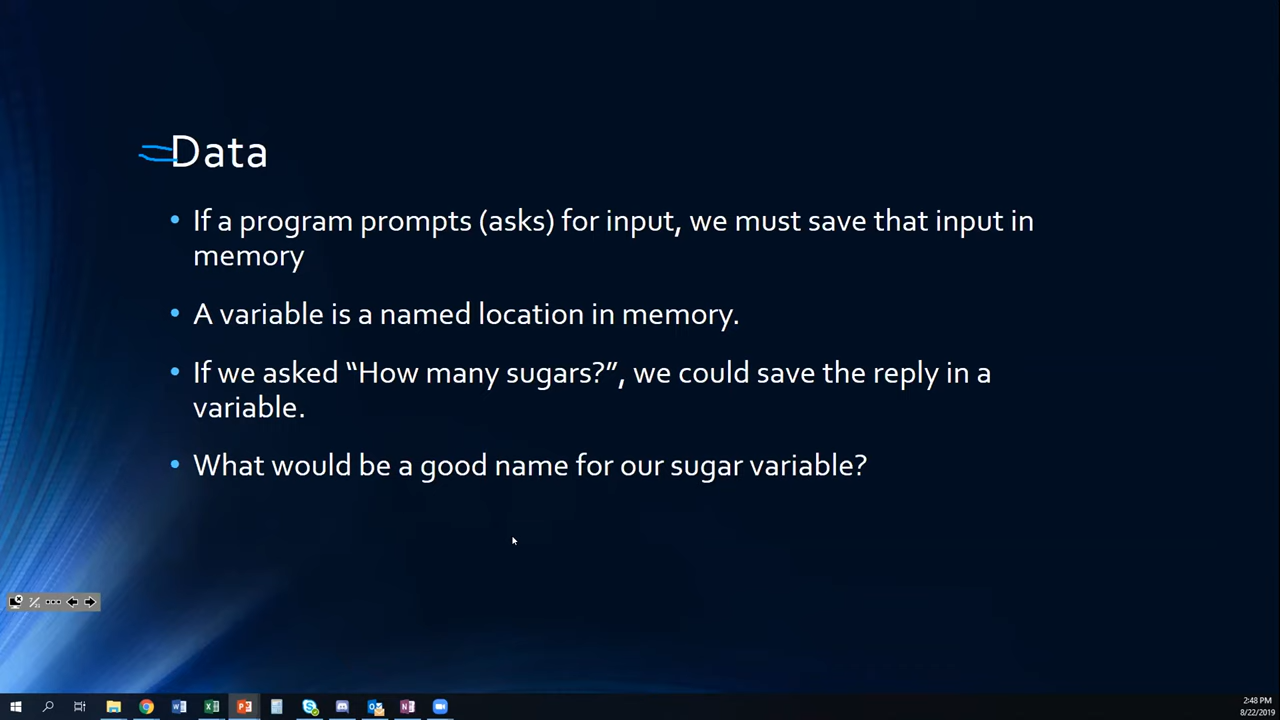 Data
• If a program prompts (asks) for input, we must save that input in
memory
• A variable is a named location in memory.
• If we asked “How many sugars?”, we could save the reply in a
variable.
• What would be a good name for our sugar variable?
2:48 PM
8/22/2019